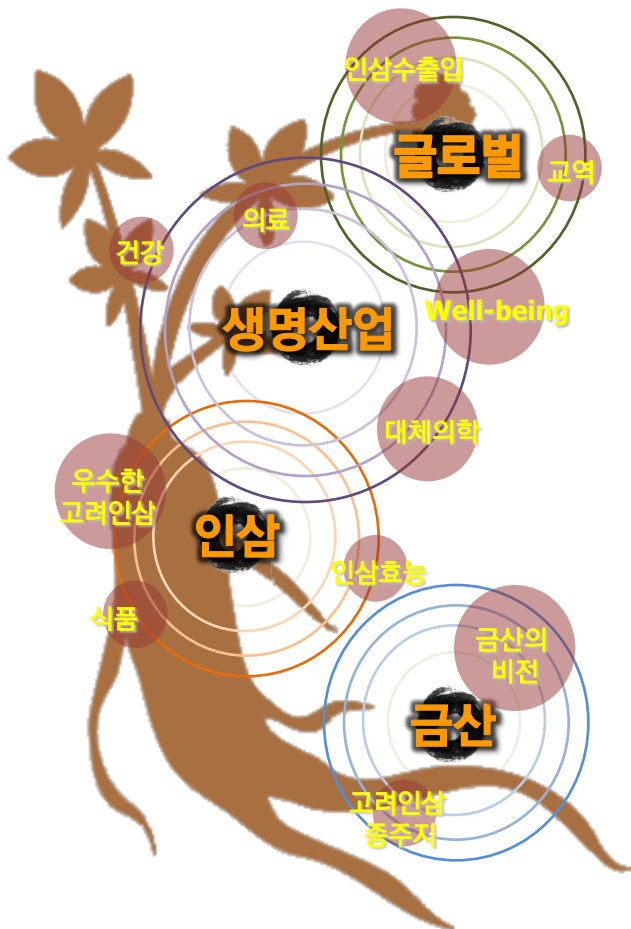 인삼수출입
글로벌
교역
의료
건강
Well-being
생명산업
대체의학
우수한
고려인삼
인삼
인삼효능
식품
금산의
비전
금산
고려인삼
종주지